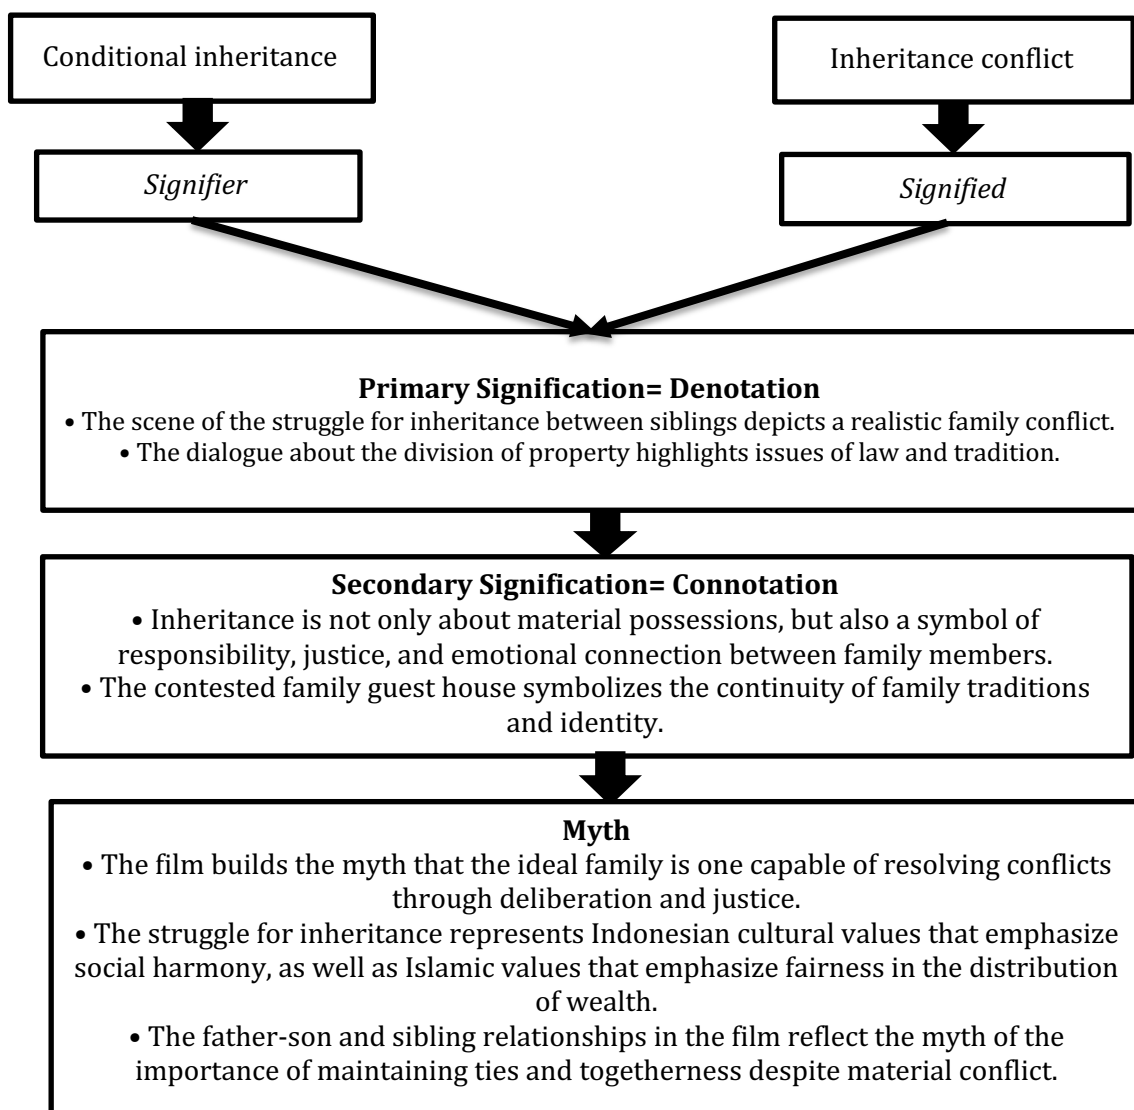 Conditional inheritance
Inheritance conflict
Signifier
Signified
Primary Signification= Denotation
• The scene of the struggle for inheritance between siblings depicts a realistic family conflict.
• The dialogue about the division of property highlights issues of law and tradition.
Secondary Signification= Connotation
• Inheritance is not only about material possessions, but also a symbol of
responsibility, justice, and emotional connection between family members.
• The contested family guest house symbolizes the continuity of family traditions
and identity.
Myth
• The film builds the myth that the ideal family is one capable of resolving conflicts
through deliberation and justice.
• The struggle for inheritance represents Indonesian cultural values that emphasize
social harmony, as well as Islamic values that emphasize fairness in the distribution
of wealth.
• The father-son and sibling relationships in the film reflect the myth of the
importance of maintaining ties and togetherness despite material conflict.